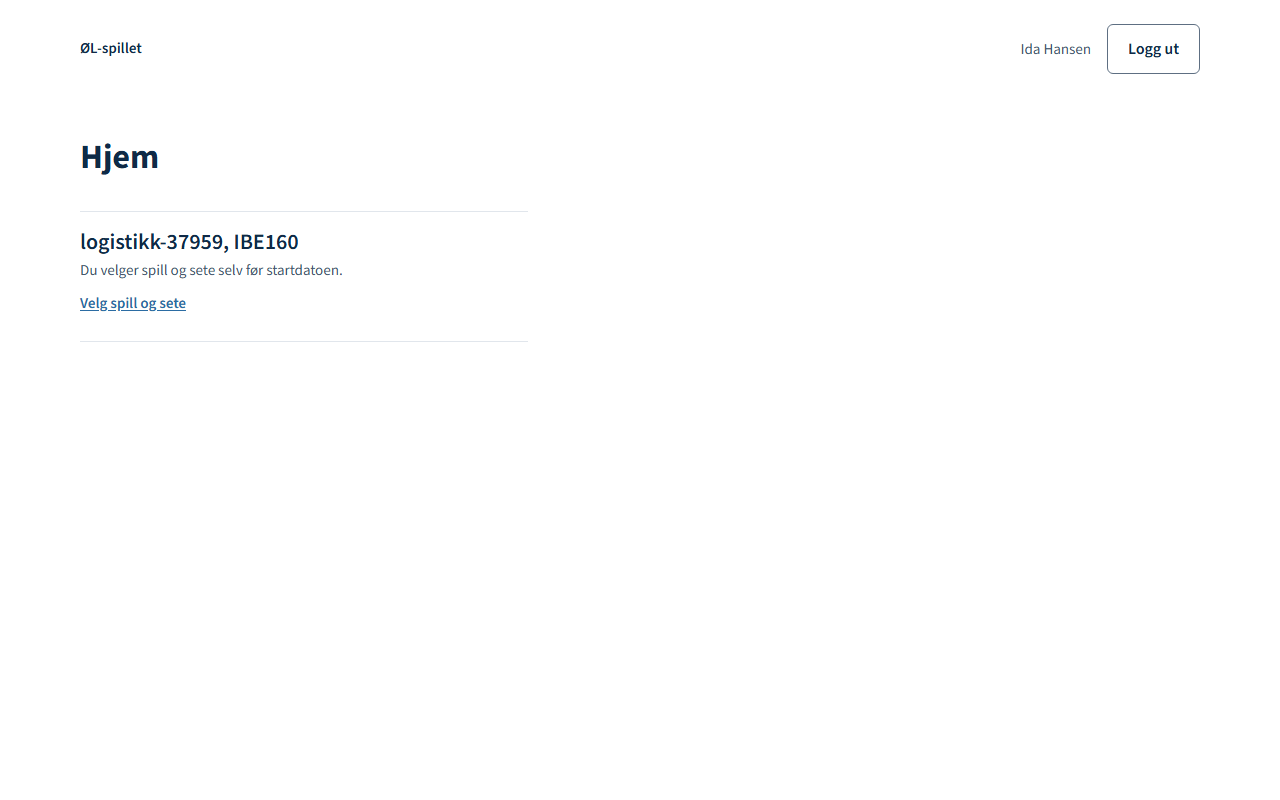 ØL-spillet
Ida Hansen
Logg ut
Hjem
logistikk-37959, IBE160
Du velger spill og sete selv før startdatoen.
Velg spill og sete